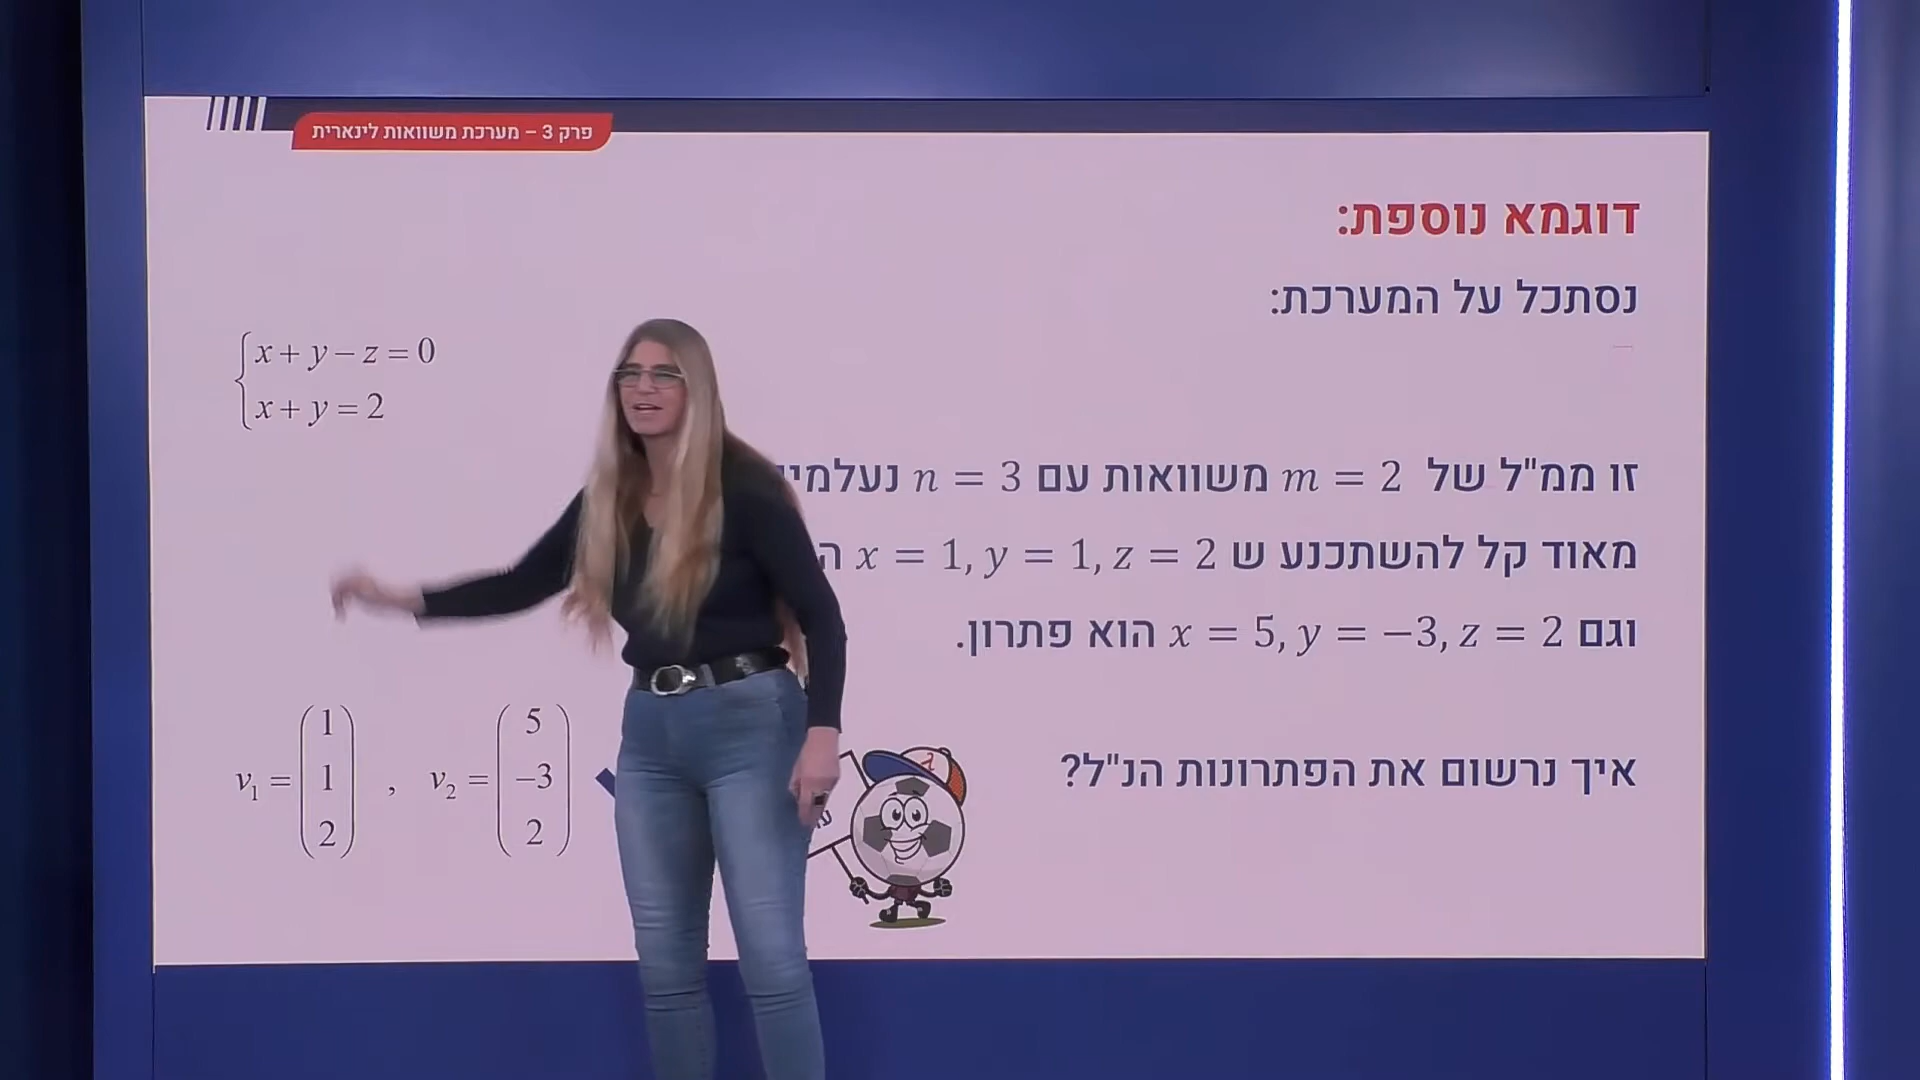 פרק 3 – מערכת משוואות לינארית
דוגמא נוספת:
נסתכל על המערכת:
x + y − z = 0
x + y = 2
זו ממ"ל של m = 2 משוואות עם n = 3
מאוד קל להשתכנע ש x = 1, y = 1, z = 2
וגם x = 5, y = −3, z = 2 הוא פתרון.
איך נרשום את הפתרונות הנ"ל?
v₁ = (1 1 2) , v₂ = (5 −3 2)